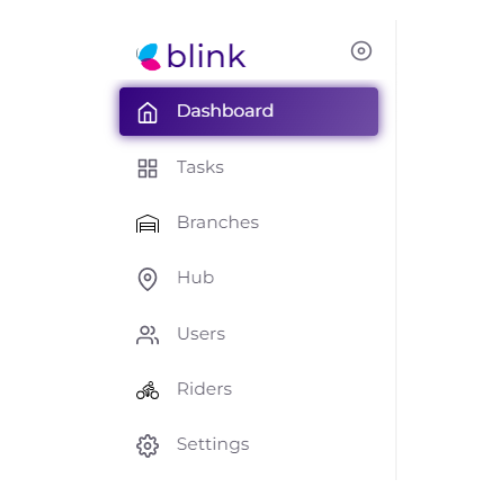 blink
Dashboard
Tasks
Branches
Hub
Users
Riders
Settings